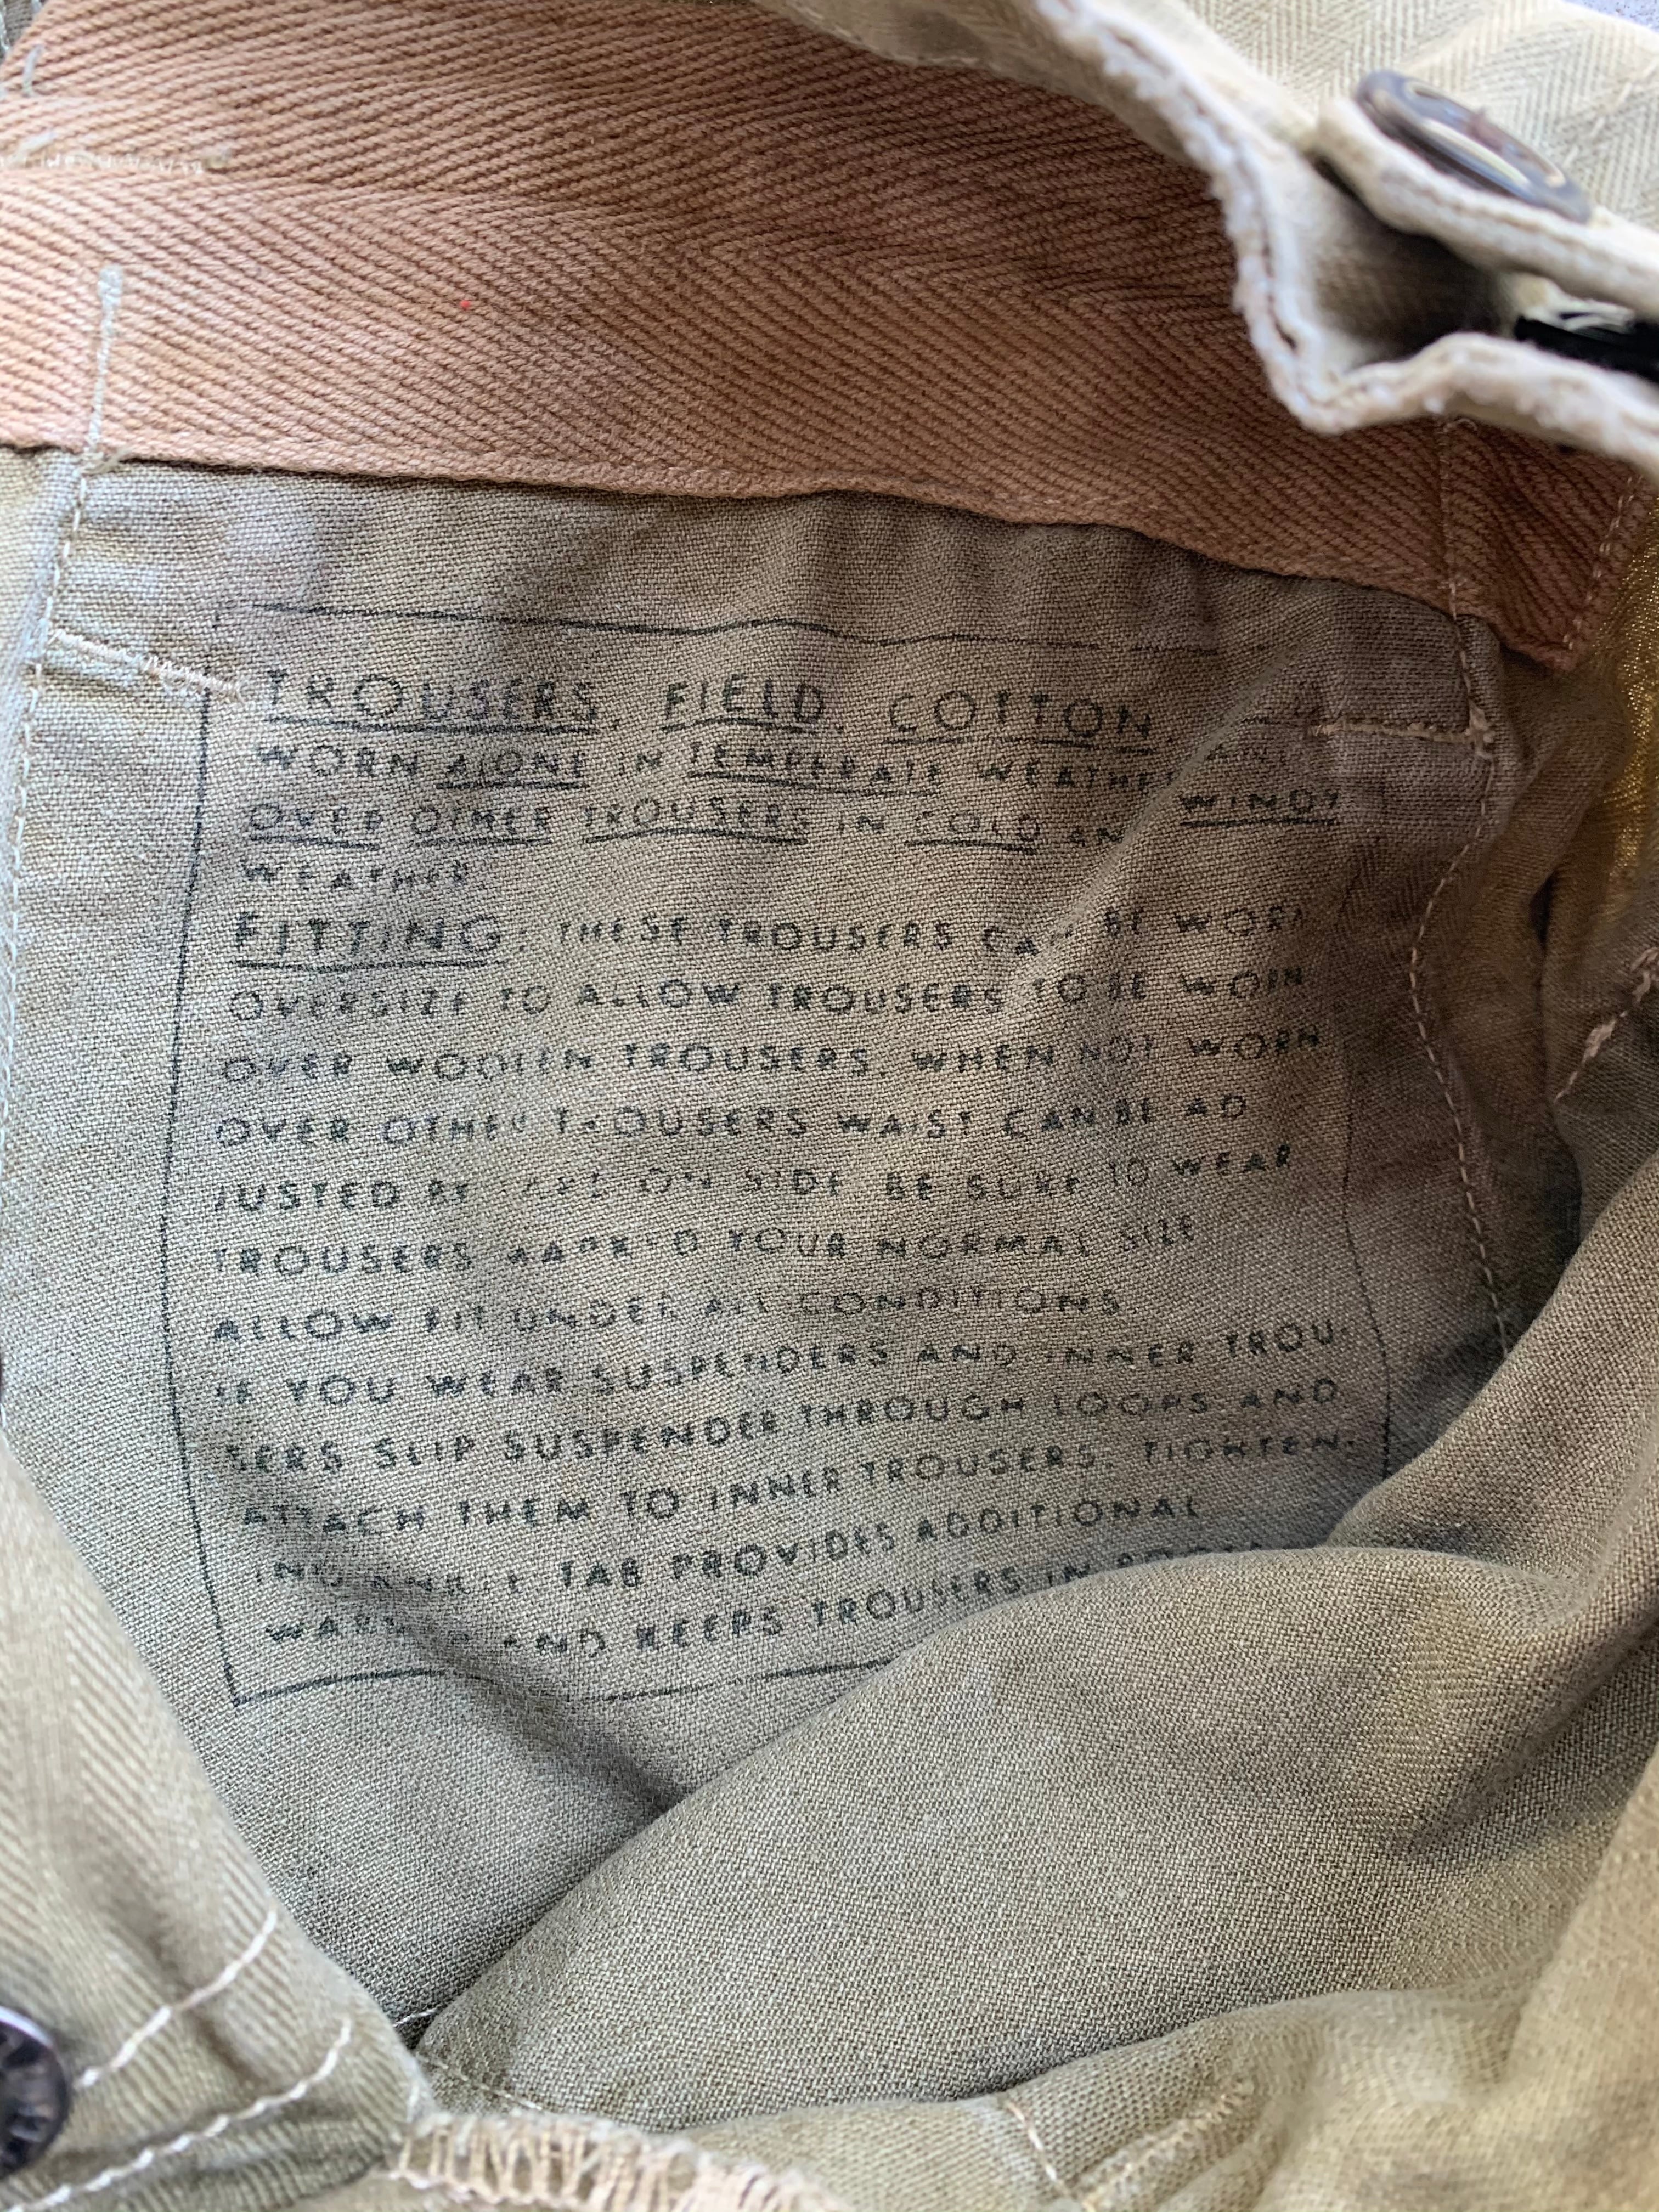 TROUSERS, FIELD, COTTON,
WORN ALONE IN TEMPERATE WEATHER AND
OVER OTHER TROUSERS IN COLD AND WINDY
WEATHER.
FITTING: THESE TROUSERS CAN BE WORN
OVERSIZE TO ALLOW TROUSERS TO BE WORN
OVER WOOLEN TROUSERS. WHEN NOT WORN
OVER OTHER TROUSERS WAIST CAN BE AD
JUSTED BY TABS ON SIDE BE SURE TO WEAR
TROUSERS MARKED YOUR NORMAL SIZE
ALLOW FIT UNDER ALL CONDITIONS.
IF YOU WEAR SUSPENDERS AND INNER TROU-
SERS SLIP SUSPENDER THROUGH LOOPS AND
ATTACH THEM TO INNER TROUSERS. TIGHTEN-
ING ANKLE TAB PROVIDES ADDITIONAL
WARMTH AND KEEPS TROUSERS IN